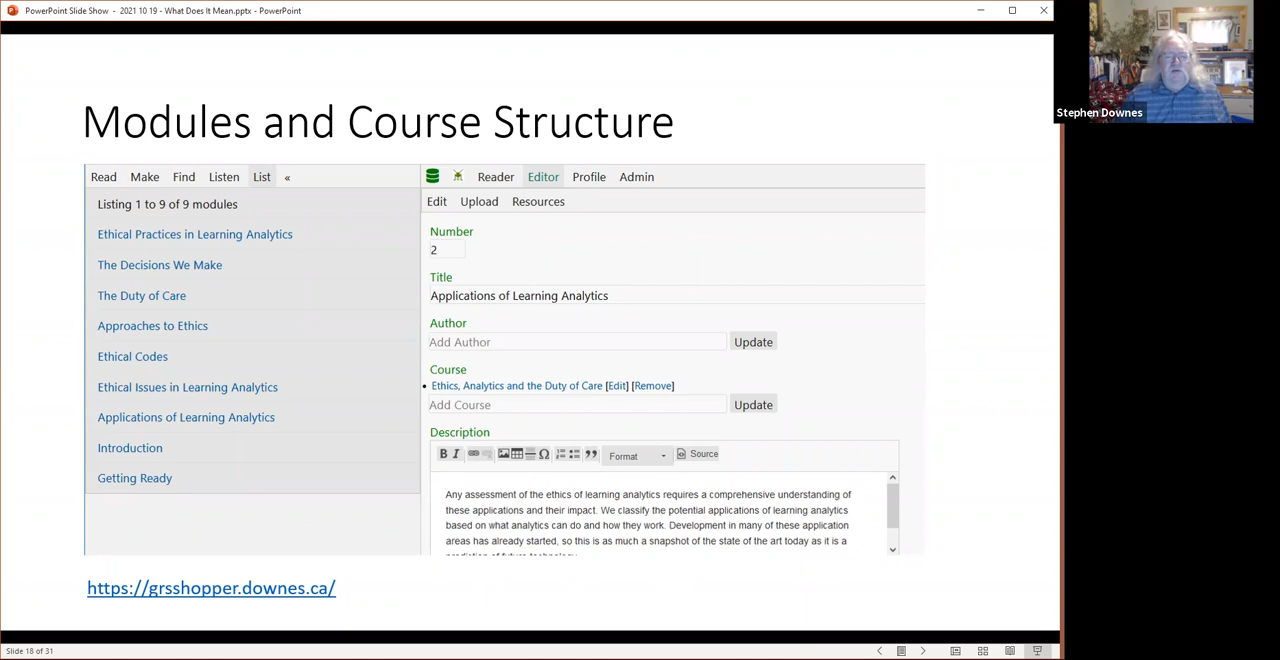 PowerPoint Slide Show - 2021 10 19 - What Does It Mean.pptx - PowerPoint
Stephen Downes
Modules and Course Structure
Read Make Find Listen List «
Listing 1 to 9 of 9 modules
Ethical Practices in Learning Analytics
The Decisions We Make
The Duty of Care
Approaches to Ethics
Ethical Codes
Ethical Issues in Learning Analytics
Applications of Learning Analytics
Introduction
Getting Ready
Reader Editor Profile Admin
Edit Upload Resources
Number
2
Title
Applications of Learning Analytics
Author
Add Author Update
Course
• Ethics, Analytics and the Duty of Care [Edit] [Remove]
Add Course Update
Description
B I Ω Format Source
Any assessment of the ethics of learning analytics requires a comprehensive understanding of
these applications and their impact. We classify the potential applications of learning analytics
based on what analytics can do and how they work. Development in many of these application
areas has already started, so this is as much a snapshot of the state of the art today as it is a
prediction of future technology.
https://grsshopper.downes.ca/
Slide 18 of 31